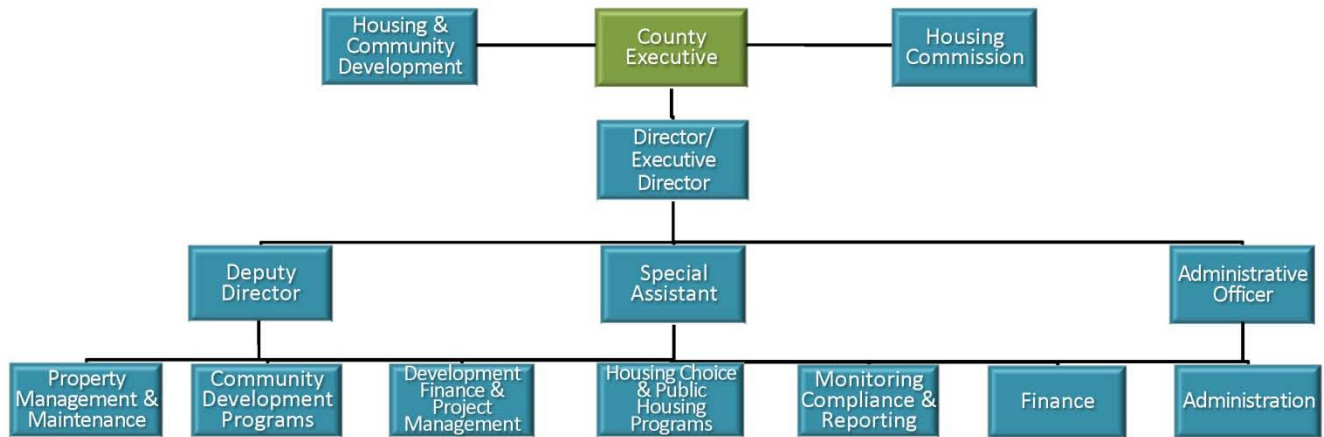 Housing &
Community
Development
County
Executive
Housing
Commission
Director/
Executive
Director
Deputy
Director
Special
Assistant
Administrative
Officer
Property
Management &
Maintenance
Community
Development
Programs
Development
Finance &
Project
Management
Housing Choice
& Public
Housing
Programs
Monitoring
Compliance &
Reporting
Finance
Administration